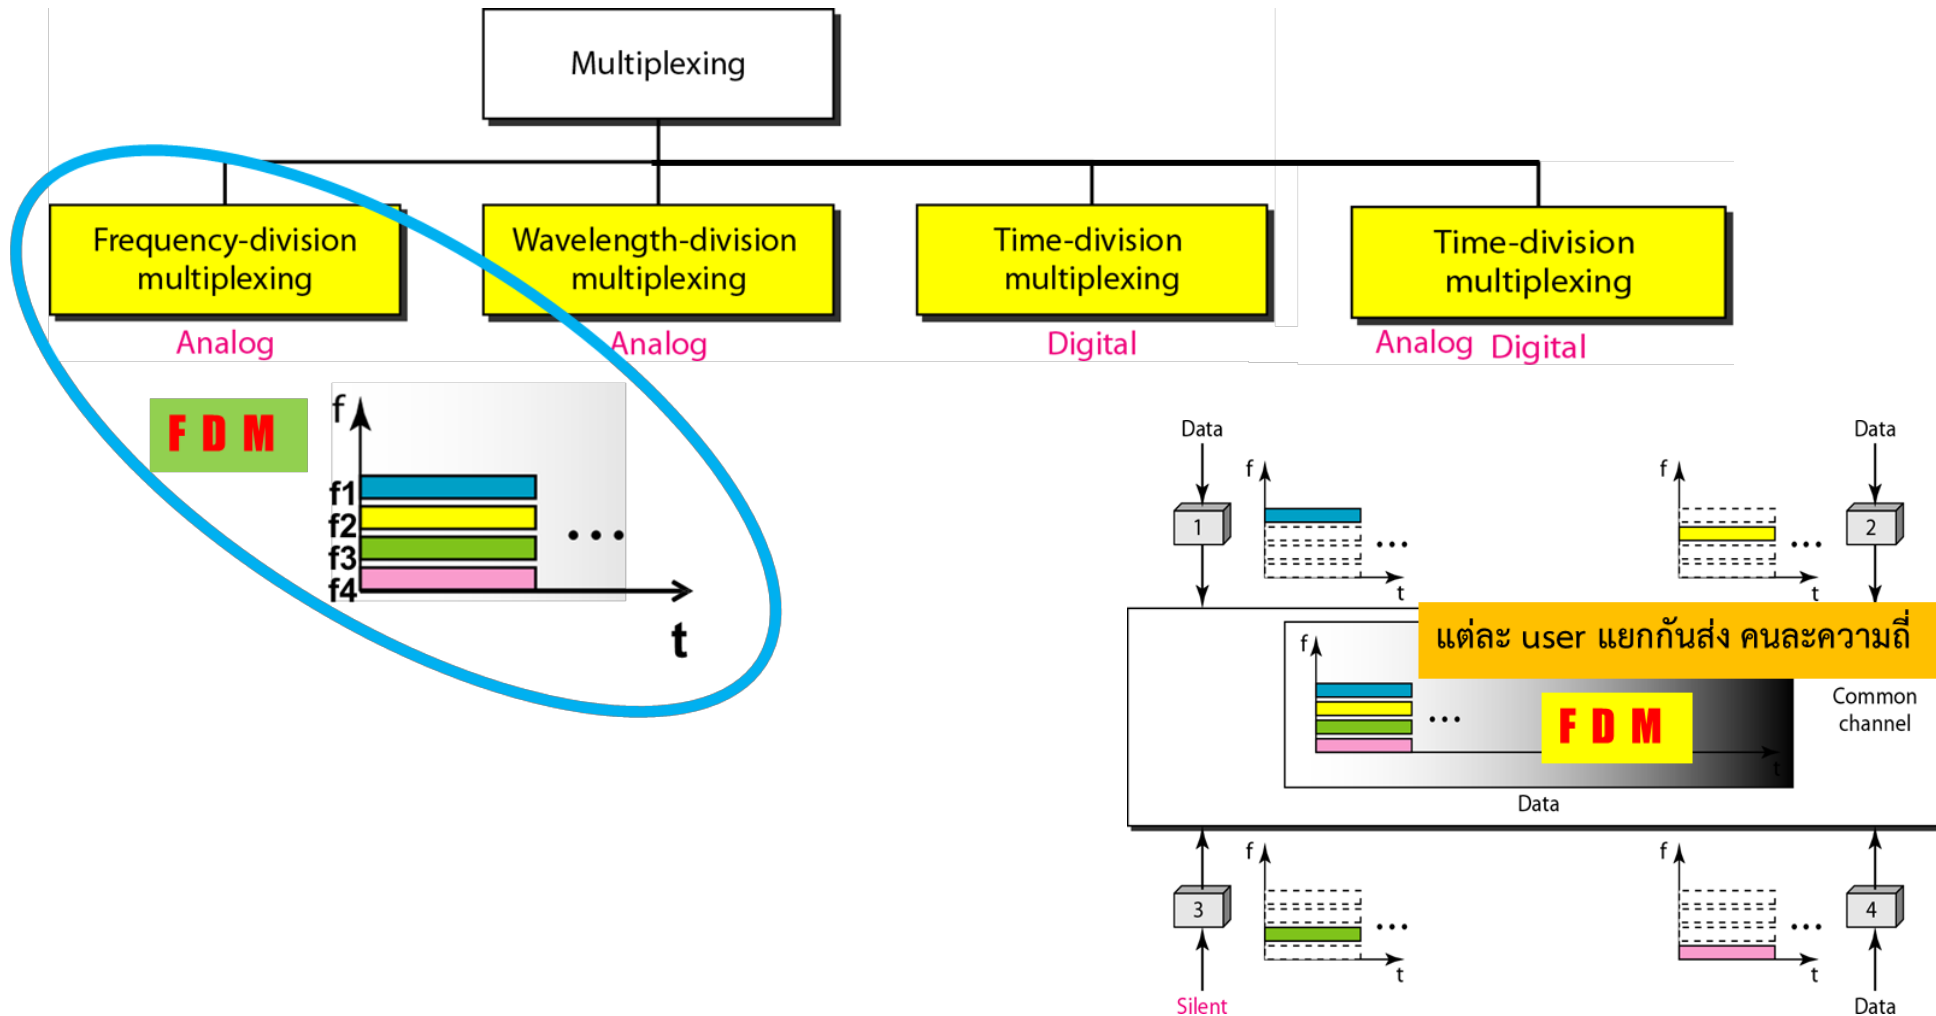 Multiplexing
Frequency-division
multiplexing
Analog
Wavelength-division
multiplexing
Analog
Time-division
multiplexing
Digital
Time-division
multiplexing
Analog Digital
F D M
f
f1
f2
f3
f4
...
t
Data
1
f
...
t
f
...
t
Data
2
แต่ละ user แยกกันส่ง คนละความถี่
f
...
F D M
t
Data
Common
channel
f
3
...
t
Silent
f
...
t
4
Data